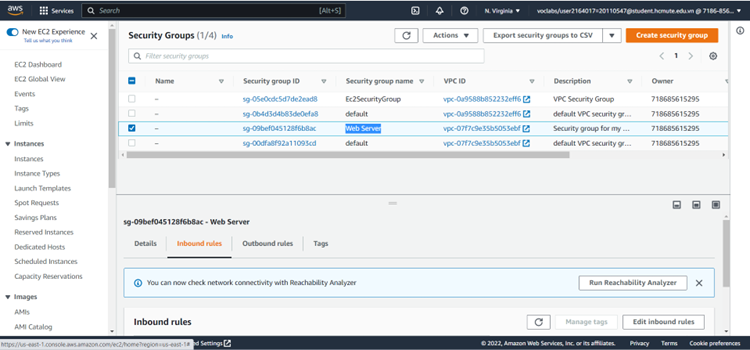 aws Services Search [Alt+S] N. Virginia voclabs/user2164017=20110547@student.hcmute.edu.vn @ 7186-856...
New EC2 Experience
Tell us what you think
EC2 Dashboard
EC2 Global View
Events
Tags
Limits
Instances
Instances
Instance Types
Launch Templates
Spot Requests
Savings Plans
Reserved Instances
Dedicated Hosts
Scheduled Instances
Capacity Reservations
Images
AMIs
AMI Catalog
Security Groups (1/4) Info Actions Export security groups to CSV Create security group
Filter security groups
1
Name Security group ID Security group name VPC ID Description Owner
– sg-05e0cdc5d7de2ead8 Ec2SecurityGroup vpc-0a9588b852232eff6 VPC Security Group 718685615295
– sg-0b4d3d4b83de0efa8 default vpc-0a9588b852232eff6 default VPC security gr... 718685615295
– sg-09bef045128f6b8ac Web Server vpc-07f7c9e35b5053ebf Security group for my ... 718685615295
– sg-00dfa8f92a11093cd default vpc-07f7c9e35b5053ebf default VPC security gr... 718685615295
sg-09bef045128f6b8ac - Web Server
Details Inbound rules Outbound rules Tags
You can now check network connectivity with Reachability Analyzer Run Reachability Analyzer
Inbound rules Manage tags Edit inbound rules
https://us-east-1.console.aws.amazon.com/ec2/home?region=us-east-1# d Settings © 2022, Amazon Web Services, Inc. or its affiliates. Privacy Terms Cookie preferences